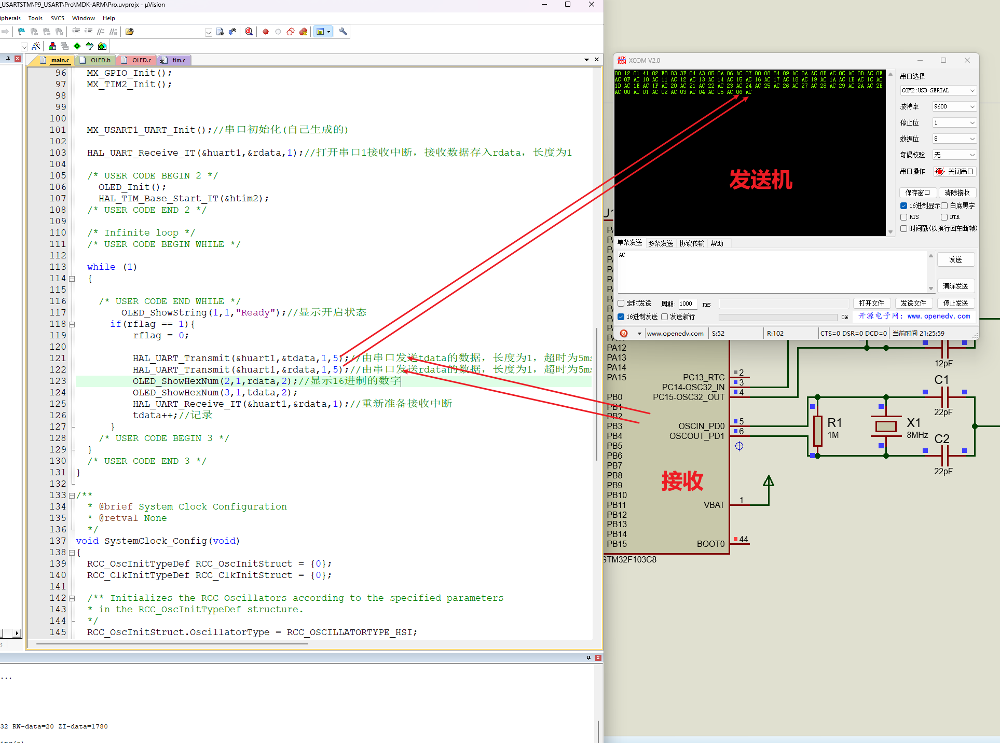 _USARTSTM\P9_USART\Pro\MDK-ARM\Pro.uvprojx - µVision
ipherals Tools SVCS Window Help
main.c OLED.h OLED.c tim.c
96 MX_GPIO_Init();
97 MX_TIM2_Init();
98
99
100
101 MX_USART1_UART_Init();//串口初始化(自己生成的)
102
103 HAL_UART_Receive_IT(&huart1,&rdata,1);//打开串口1接收中断，接收数据存入rdata，长度为1
104
105 /* USER CODE BEGIN 2 */
106 OLED_Init();
107 HAL_TIM_Base_Start_IT(&htim2);
108 /* USER CODE END 2 */
109
110 /* Infinite loop */
111 /* USER CODE BEGIN WHILE */
112
113 while (1)
114 {
115
116 /* USER CODE END WHILE */
117 OLED_ShowString(1,1,"Ready");//显示开启状态
118 if(rflag == 1){
119 rflag = 0;
120
121 HAL_UART_Transmit(&huart1,&tdata,1,5);//由串口发送tdata的数据，长度为1，超时为5ms
122 HAL_UART_Transmit(&huart1,&rdata,1,5);//由串口发送rdata的数据，长度为1，超时为5ms
123 OLED_ShowHexNum(2,1,rdata,2);//显示16进制的数字
124 OLED_ShowHexNum(3,1,tdata,2);
125 HAL_UART_Receive_IT(&huart1,&rdata,1);//重新准备接收中断
126 tdata++;//记录
127 }
128 /* USER CODE BEGIN 3 */
129 }
130 /* USER CODE END 3 */
131 }
132
133 /**
134 * @brief System Clock Configuration
135 * @retval None
136 */
137 void SystemClock_Config(void)
138 {
139 RCC_OscInitTypeDef RCC_OscInitStruct = {0};
140 RCC_ClkInitTypeDef RCC_ClkInitStruct = {0};
141
142 /** Initializes the RCC Oscillators according to the specified parameters
143 * in the RCC_OscInitTypeDef structure.
144 */
145 RCC_OscInitStruct.OscillatorType = RCC_OSCILLATORTYPE_HSI;
...
32 RW-data=20 ZI-data=1780
XCOM V2.0
00 12 01 41 02 E8 03 3F 04 A3 05 0A 06 AC 07 00 08 54 09 AC 0A AC 0B AC 0C AC 0D AC 0E
AC 0F AC 10 AC 11 AC 12 AC 13 AC 14 AC 15 AC 16 AC 17 AC 18 AC 19 AC 1A AC 1B AC 1C AC
1D AC 1E AC 1F AC 20 AC 21 AC 22 AC 23 AC 24 AC 25 AC 26 AC 27 AC 28 AC 29 AC 2A AC 2B
AC 00 AC 01 AC 02 AC 03 AC 04 AC 05 AC 06 AC
发送机
串口选择
COM2:USB-SERIAL
波特率 9600
停止位 1
数据位 8
奇偶校验 无
串口操作 关闭串口
保存窗口 清除接收
16进制显示 白底黑字
RTS DTR
时间戳(以换行回车断帧)
单条发送 多条发送 协议传输 帮助
AC
发送
清除发送
定时发送 周期: 1000 ms 打开文件 发送文件 停止发送
16进制发送 发送新行 0% 开源电子网：www.openedv.com
www.openedv.com S:52 R:102 CTS=0 DSR=0 DCD=0 当前时间 21:25:59
PA12
PA13
PA14
PA15
PB0
PB1
PB2
PB3
PB4
PB5
PB6
PB7
PB8
PB9
PB10
PB11
PB12
PB13
PB14
PB15
PC13_RTC 2
PC14-OSC32_IN 3
PC15-OSC32_OUT 4
OSCIN_PD0 5
OSCOUT_PD1 6
接收
VBAT 1
BOOT0 44
STM32F103C8
12pF
C1
22pF
R1
1M
X1
8MHz
C2
22pF